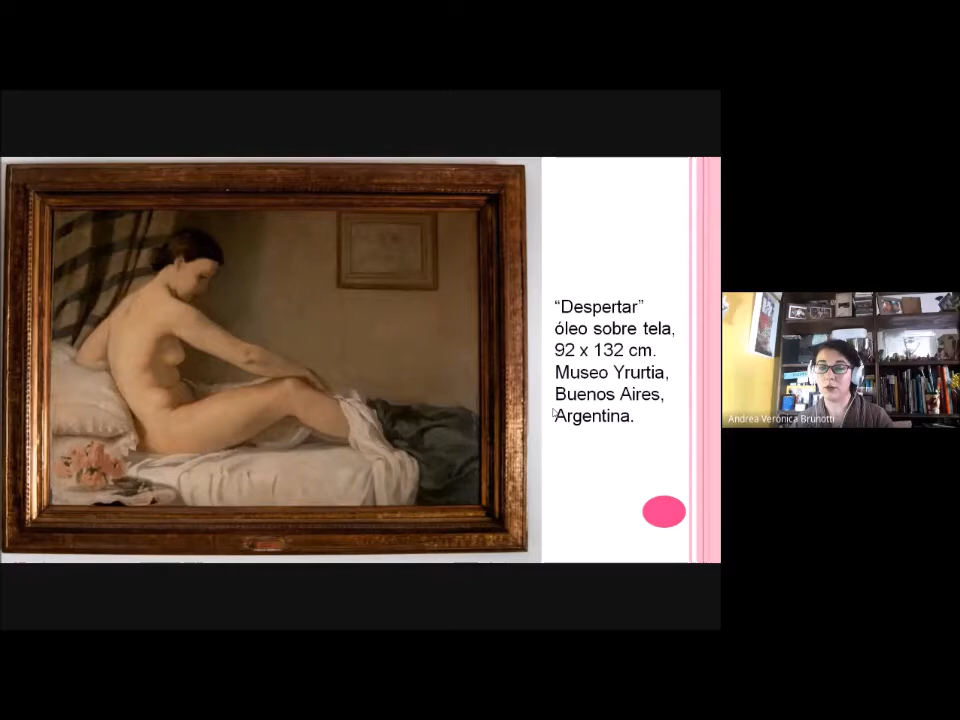 “Despertar”
óleo sobre tela,
92 x 132 cm.
Museo Yrurtia,
Buenos Aires,
Argentina.
Andrea Verónica Brunotti